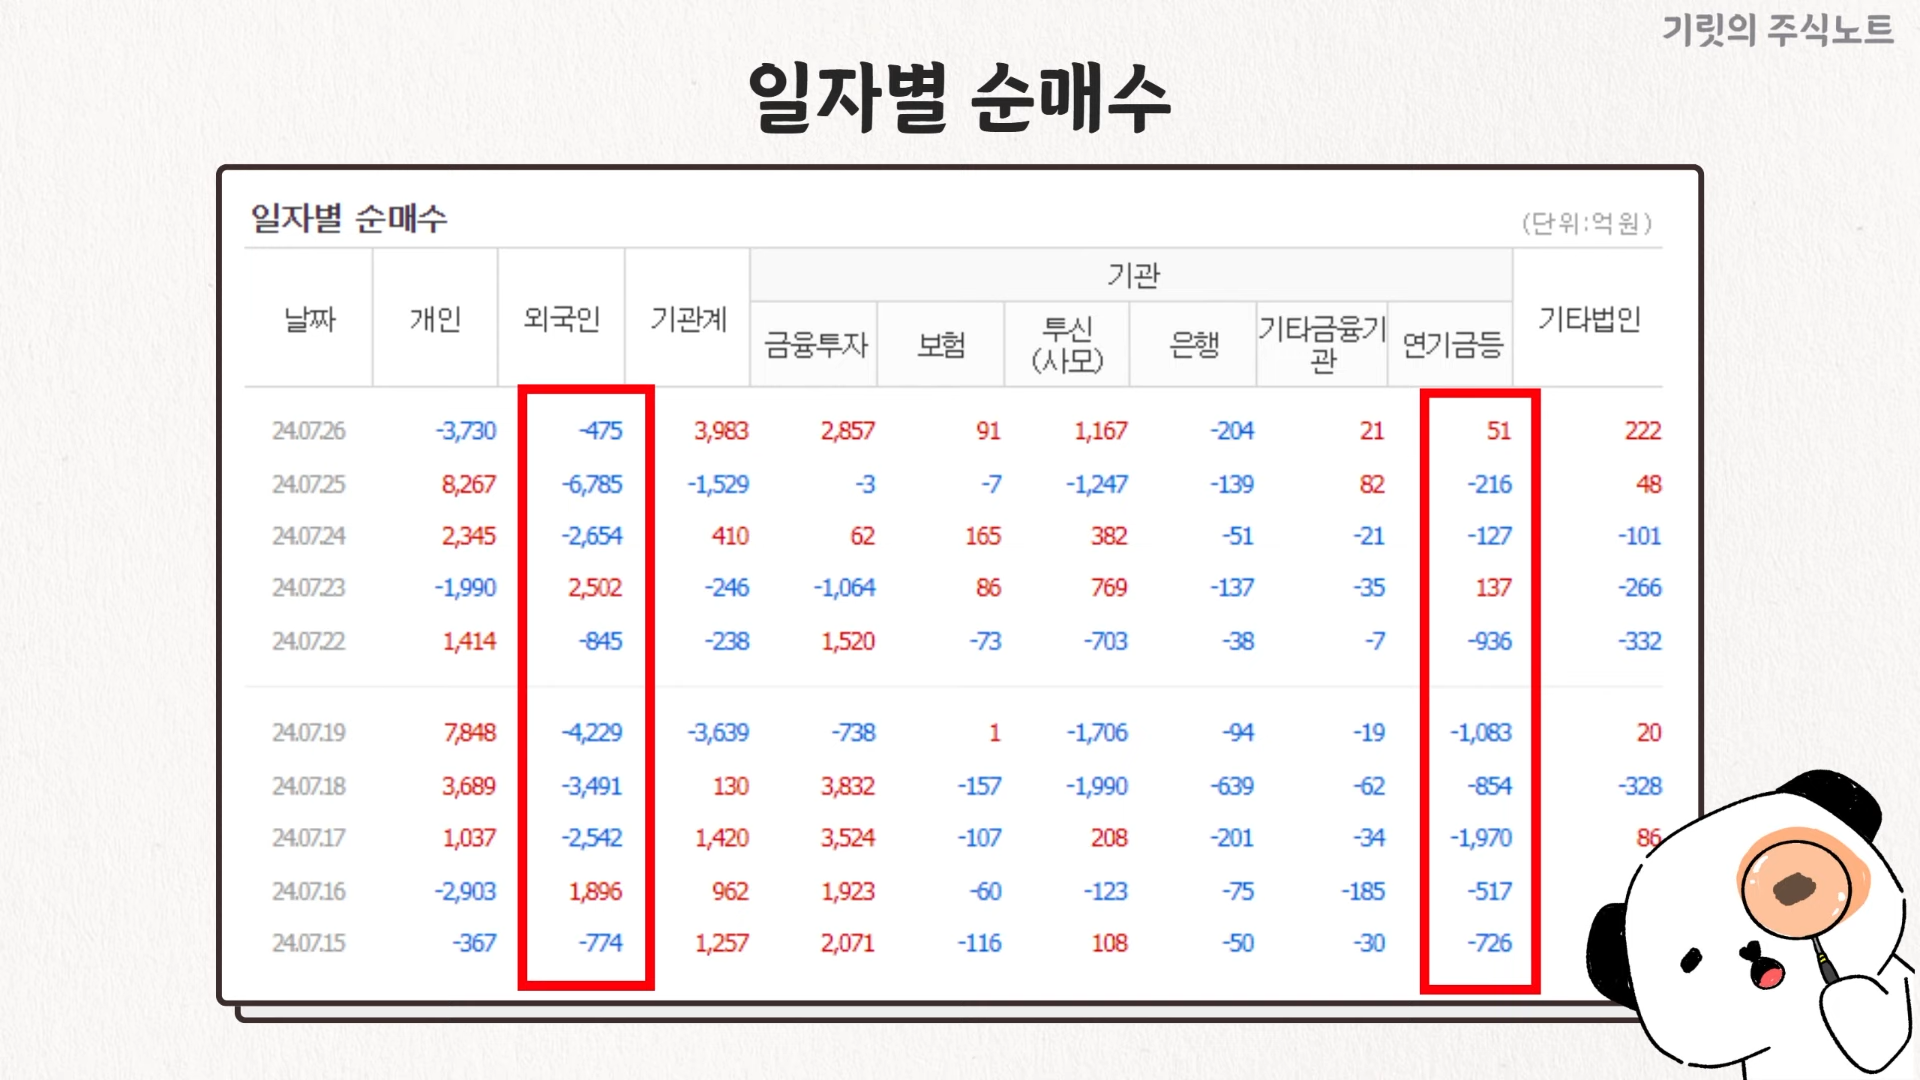 기릿의 주식노트
일자별 순매수
일자별 순매수
(단위:억원)
날짜 개인 외국인 기관계 기관 기타법인
금융투자 보험 투신 (사모) 은행 기타금융기관 연기금등
24.07.26 -3,730 -475 3,983 2,857 91 1,167 -204 21 51 222
24.07.25 8,267 -6,785 -1,529 -3 -7 -1,247 -139 82 -216 48
24.07.24 2,345 -2,654 410 62 165 382 -51 -21 -127 -101
24.07.23 -1,990 2,502 -246 -1,064 86 769 -137 -35 137 -266
24.07.22 1,414 -845 -238 1,520 -73 -703 -38 -7 -936 -332
24.07.19 7,848 -4,229 -3,639 -738 1 -1,706 -94 -19 -1,083 20
24.07.18 3,689 -3,491 130 3,832 -157 -1,990 -639 -62 -854 -328
24.07.17 1,037 -2,542 1,420 3,524 -107 208 -201 -34 -1,970 86
24.07.16 -2,903 1,896 962 1,923 -60 -123 -75 -185 -517
24.07.15 -367 -774 1,257 2,071 -116 108 -50 -30 -726